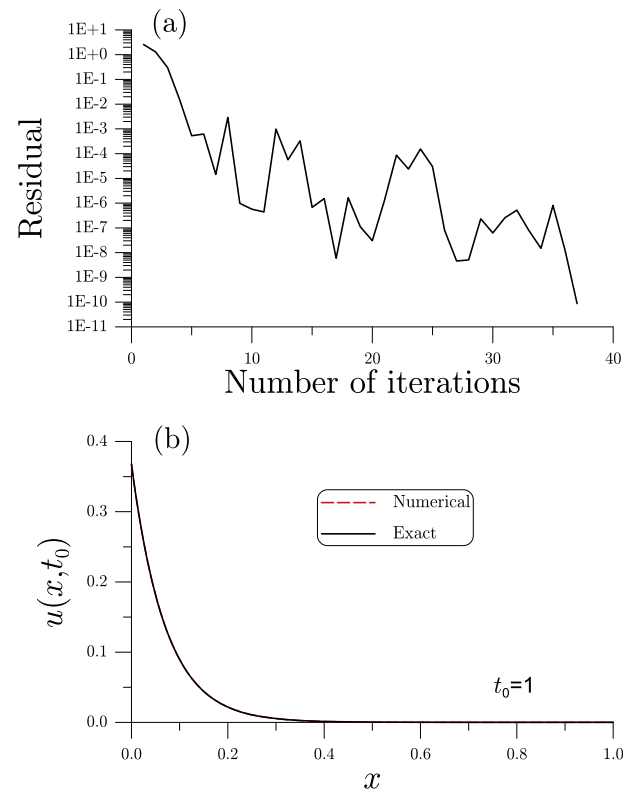 (a)
1E+1
1E+0
1E-1
1E-2
1E-3
1E-4
1E-5
1E-6
1E-7
1E-8
1E-9
1E-10
1E-11
Residual
0 10 20 30 40
Number of iterations
(b)
0.4
0.3
0.2
0.1
0.0
u(x,t₀)
Numerical
Exact
t₀=1
0.0 0.2 0.4 0.6 0.8 1.0
x